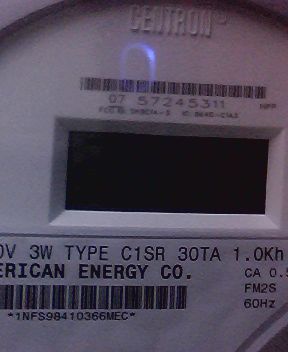 CENTRON
07 57245311
0V 3W TYPE C1SR 30TA 1.0Kh
ERICAN ENERGY CO.
CA 0.5
FM2S
60Hz
*1NFS98410366MEC*